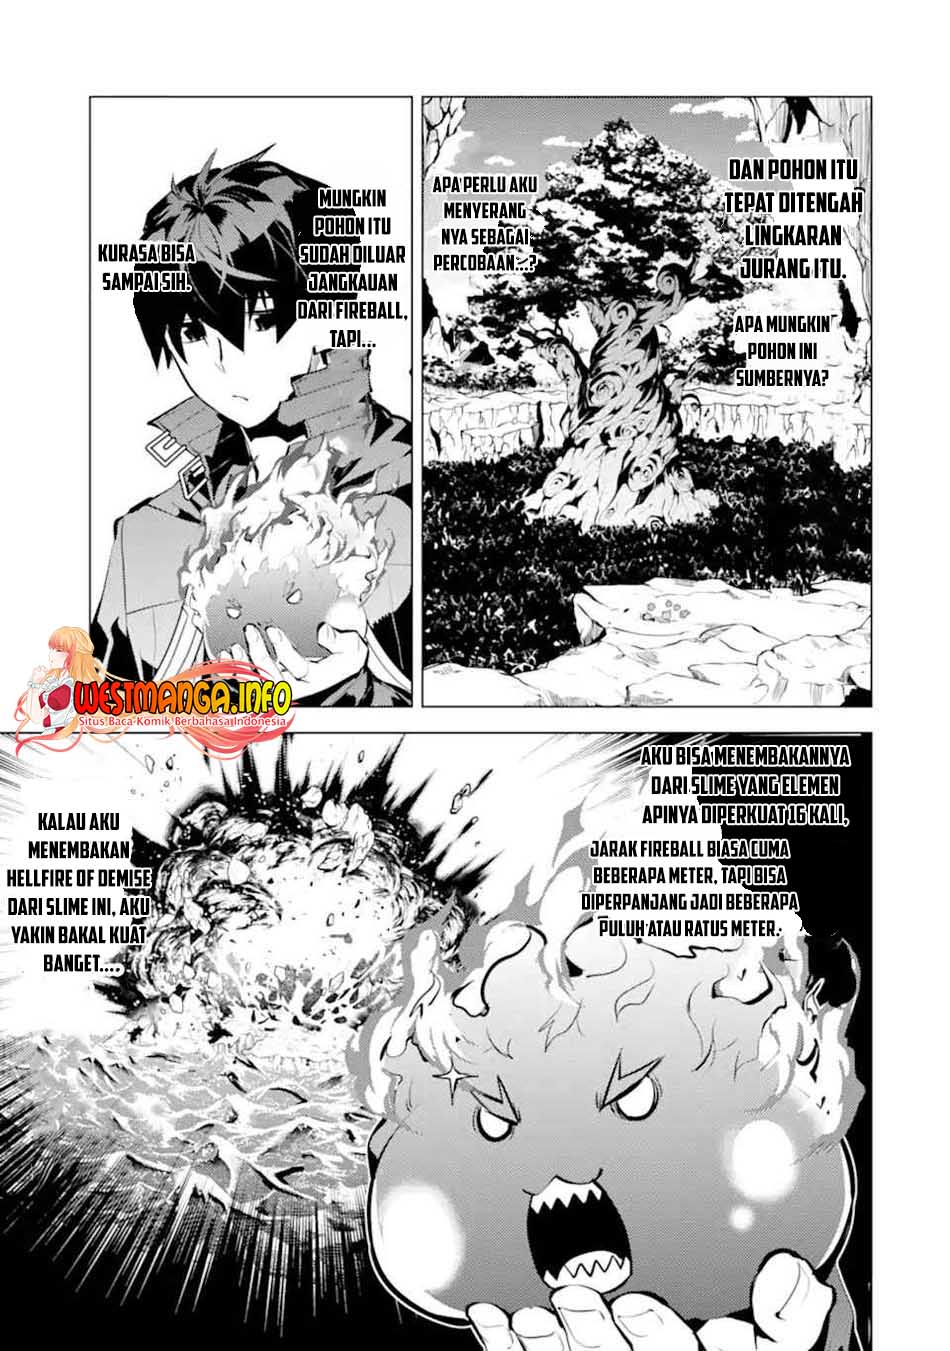 DAN POHON ITU
TEPAT DITENGAH
LINGKARAN
JURANG ITU.
APA MUNGKIN
POHON INI
SUMBERNYA?
APA PERLU AKU
MENYERANG
NYA SEBAGAI
PERCOBAAN...?
MUNGKIN
POHON ITU
SUDAH DILUAR
JANGKAUAN
DARI FIREBALL,
TAPI...
KURASA BISA
SAMPAI SIH.
WESTMANGA.INFO
Situs Baca Komik Berbahasa Indonesia
AKU BISA MENEMBAKANNYA
DARI SLIME YANG ELEMEN
APINYA DIPERKUAT 16 KALI,
JARAK FIREBALL BIASA CUMA
BEBERAPA METER, TAPI BISA
DIPERPANJANG JADI BEBERAPA
PULUH ATAU RATUS METER.
KALAU AKU
MENEMBAKAN
HELLFIRE OF DEMISE
DARI SLIME INI, AKU
YAKIN BAKAL KUAT
BANGET....